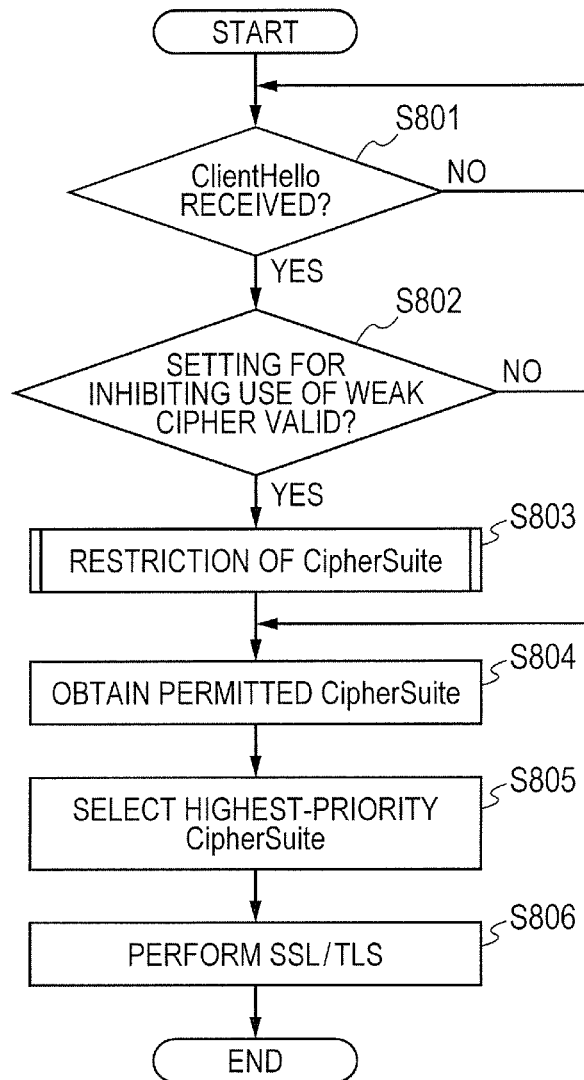 START
S801
ClientHello
RECEIVED?
NO
YES
S802
SETTING FOR
INHIBITING USE OF WEAK
CIPHER VALID?
NO
YES
S803
RESTRICTION OF CipherSuite
S804
OBTAIN PERMITTED CipherSuite
S805
SELECT HIGHEST-PRIORITY
CipherSuite
S806
PERFORM SSL/TLS
END